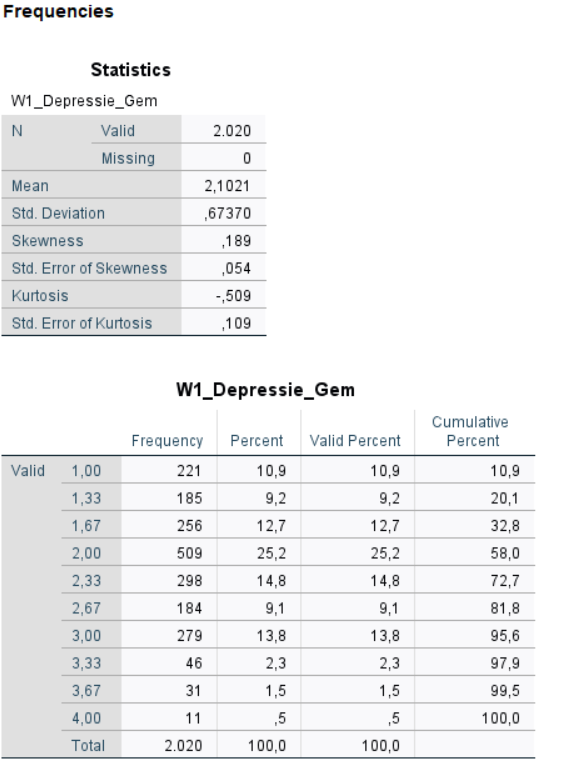 Frequencies
Statistics
W1_Depressie_Gem
N Valid 2.020
Missing 0
Mean 2,1021
Std. Deviation ,67370
Skewness ,189
Std. Error of Skewness ,054
Kurtosis -,509
Std. Error of Kurtosis ,109
W1_Depressie_Gem
Frequency Percent Valid Percent Cumulative Percent
Valid 1,00 221 10,9 10,9 10,9
1,33 185 9,2 9,2 20,1
1,67 256 12,7 12,7 32,8
2,00 509 25,2 25,2 58,0
2,33 298 14,8 14,8 72,7
2,67 184 9,1 9,1 81,8
3,00 279 13,8 13,8 95,6
3,33 46 2,3 2,3 97,9
3,67 31 1,5 1,5 99,5
4,00 11 ,5 ,5 100,0
Total 2.020 100,0 100,0